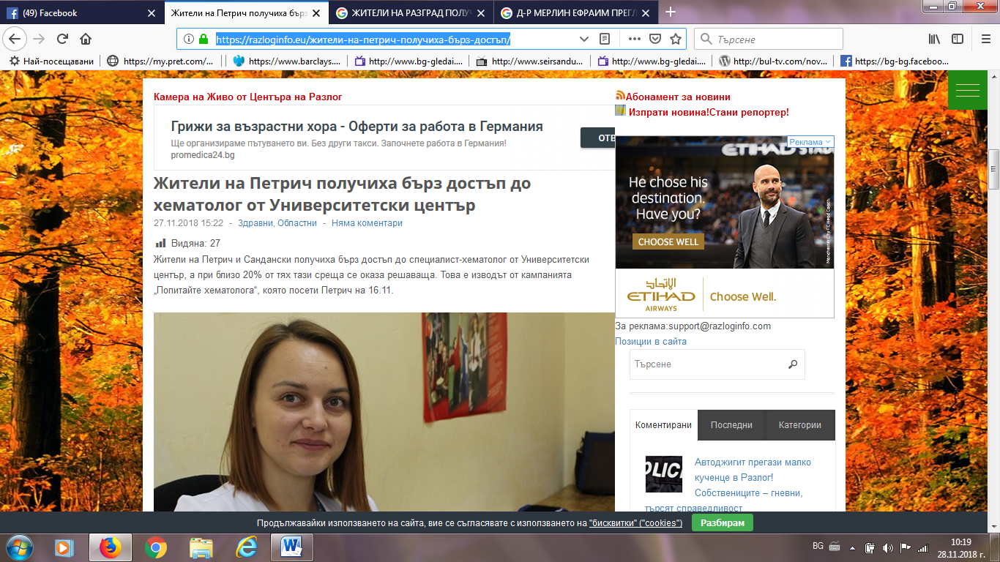 (49) Facebook
Жители на Петрич получиха бърз
ЖИТЕЛИ НА РАЗГРАД ПОЛУЧ
Д-Р МЕРЛИН ЕФРАИМ ПРЕГЛ
https://razloginfo.eu/жители-на-петрич-получиха-бърз-достъп/
Търсене
Най-посещавани
https://my.pret.com/...
https://www.barclays....
http://www.bg-gledai....
http://www.seirsandu...
http://www.bg-gledai....
http://bul-tv.com/nov...
https://bg-bg.faceboo...
Камера на Живо от Центъра на Разлог
Грижи за възрастни хора - Оферти за работа в Германия
Ще организираме пътуването ви. Без други такси. Започнете работа в Германия!
promedica24.bg
ОТВ
Жители на Петрич получиха бърз достъп до
хематолог от Университетски център
27.11.2018 15:22 - Здравни, Областни - Няма коментари
Видяна: 27
Жители на Петрич и Сандански получиха бърз достъп до специалист-хематолог от Университетски
център, а при близо 20% от тях тази среща се оказа решаваща. Това е изводът от кампанията
„Попитайте хематолога“, която посети Петрич на 16.11.
Абонамент за новини
Изпрати новина!Стани репортер!
Реклама
ETIHAD STAD
He chose his
destination.
Have you?
CHOOSE WELL
Manchester City FC Head Coach
الإتحاد
ETIHAD
AIRWAYS
Choose Well.
За реклама:support@razloginfo.com
Позиции в сайта
Търсене
Коментирани
Последни
Категории
OLIC
Автоджигит прегази малко
кученце в Разлог!
Собствениците – гневни,
търсят справедливост
Продължавайки използването на сайта, вие се съгласявате с използването на "бисквитки" ("cookies")
Разбирам
BG
10:19
28.11.2018 г.